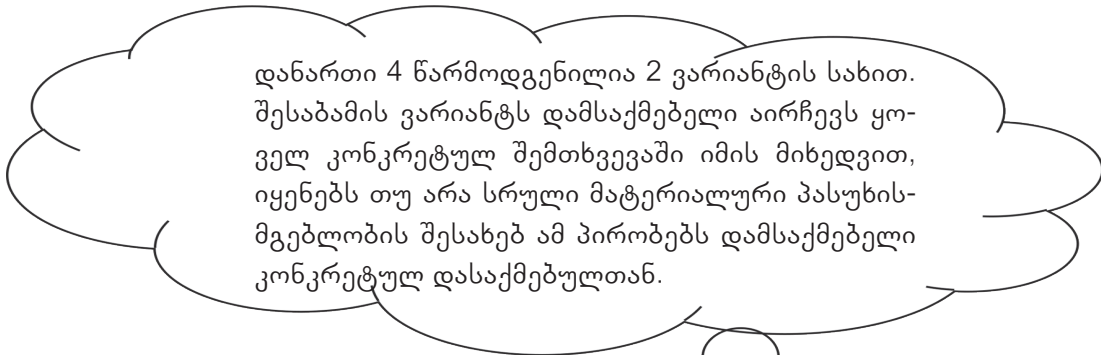 დანართი 4 წარმოდგენილია 2 ვარიანტის სახით.
შესაბამის ვარიანტს დამსაქმებელი აირჩევს ყო-
ველ კონკრეტულ შემთხვევაში იმის მიხედვით,
იყენებს თუ არა სრული მატერიალური პასუხის-
მგებლობის შესახებ ამ პირობებს დამსაქმებელი
კონკრეტულ დასაქმებულთან.